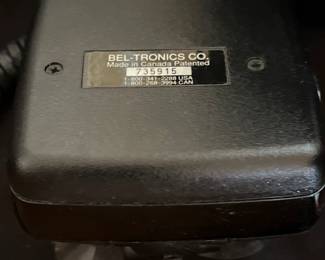 BEL-TRONICS CO.
Made in Canada Patented
735915
1-800-341-2288 USA
1-800-268-3994 CAN